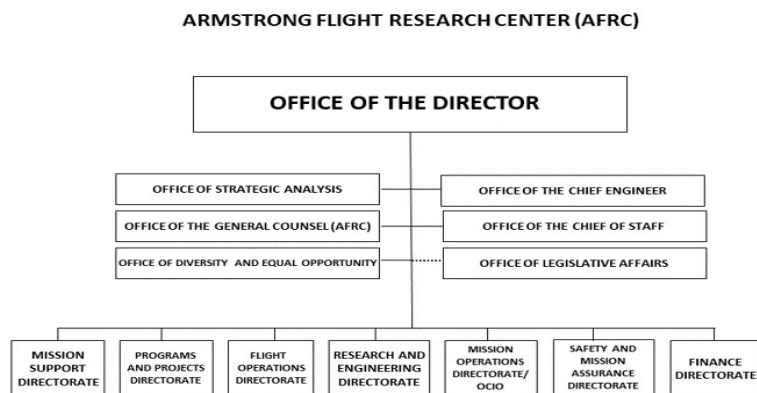 ARMSTRONG FLIGHT RESEARCH CENTER (AFRC)
OFFICE OF THE DIRECTOR
OFFICE OF STRATEGIC ANALYSIS
OFFICE OF THE CHIEF ENGINEER
OFFICE OF THE GENERAL COUNSEL (AFRC)
OFFICE OF THE CHIEF OF STAFF
OFFICE OF DIVERSITY AND EQUAL OPPORTUNITY
OFFICE OF LEGISLATIVE AFFAIRS
MISSION
SUPPORT
DIRECTORATE
PROGRAMS
AND PROJECTS
DIRECTORATE
FLIGHT
OPERATIONS
DIRECTORATE
RESEARCH AND
ENGINEERING
DIRECTORATE
MISSION
OPERATIONS
DIRECTORATE/
OCIO
SAFETY AND
MISSION
ASSURANCE
DIRECTORATE
FINANCE
DIRECTORATE